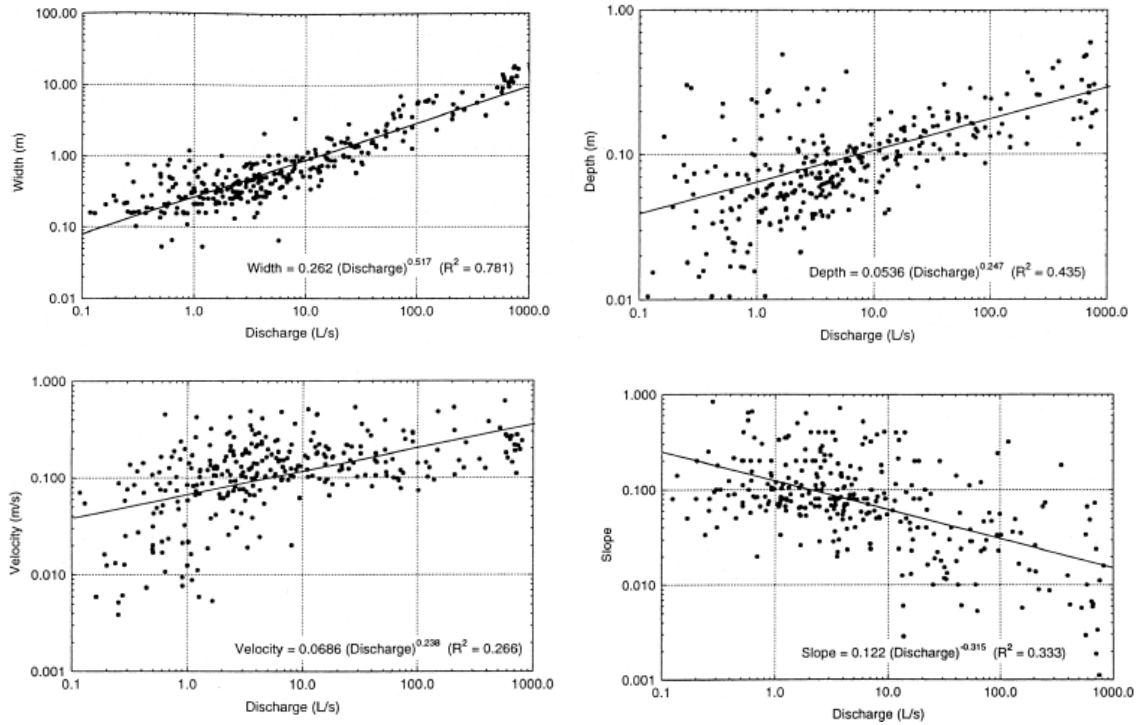 100.00
10.00
1.00
0.10
0.01
Width (m)
Width = 0.262 (Discharge)^0.517 (R² = 0.781)
0.1 1.0 10.0 100.0 1000.0
Discharge (L/s)
1.00
0.10
0.01
Depth (m)
Depth = 0.0536 (Discharge)^0.247 (R² = 0.435)
0.1 1.0 10.0 100.0 1000.0
Discharge (L/s)
1.000
0.100
0.010
0.001
Velocity (m/s)
Velocity = 0.0686 (Discharge)^0.238 (R² = 0.266)
0.1 1.0 10.0 100.0 1000.0
Discharge (L/s)
1.000
0.100
0.010
0.001
Slope
Slope = 0.122 (Discharge)^-0.315 (R² = 0.333)
0.1 1.0 10.0 100.0 1000.0
Discharge (L/s)